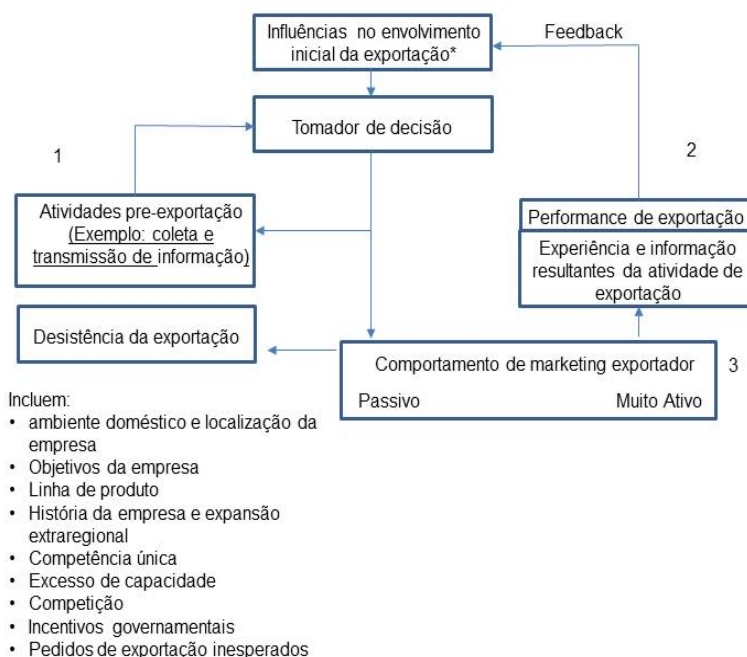 Influências no envolvimento
inicial da exportação*
Feedback
Tomador de decisão
1
2
Atividades pre-exportação
(Exemplo: coleta e
transmissão de informação)
Performance de exportação
Experiência e informação
resultantes da atividade de
exportação
Desistência da exportação
Comportamento de marketing exportador
3
Passivo
Muito Ativo
Incluem:
• ambiente doméstico e localização da
empresa
• Objetivos da empresa
• Linha de produto
• História da empresa e expansão
extraregional
• Competência única
• Excesso de capacidade
• Competição
• Incentivos governamentais
• Pedidos de exportação inesperados